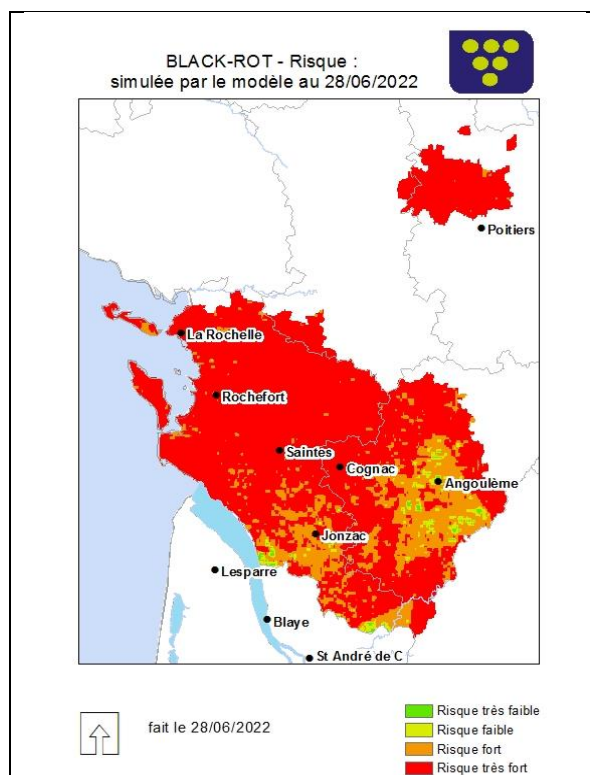 BLACK-ROT - Risque :
simulée par le modèle au 28/06/2022
Poitiers
La Rochelle
Rochefort
Saintes
Cognac
Angoulème
Jonzac
Lesparre
Blaye
St André de C
fait le 28/06/2022
Risque très faible
Risque faible
Risque fort
Risque très fort